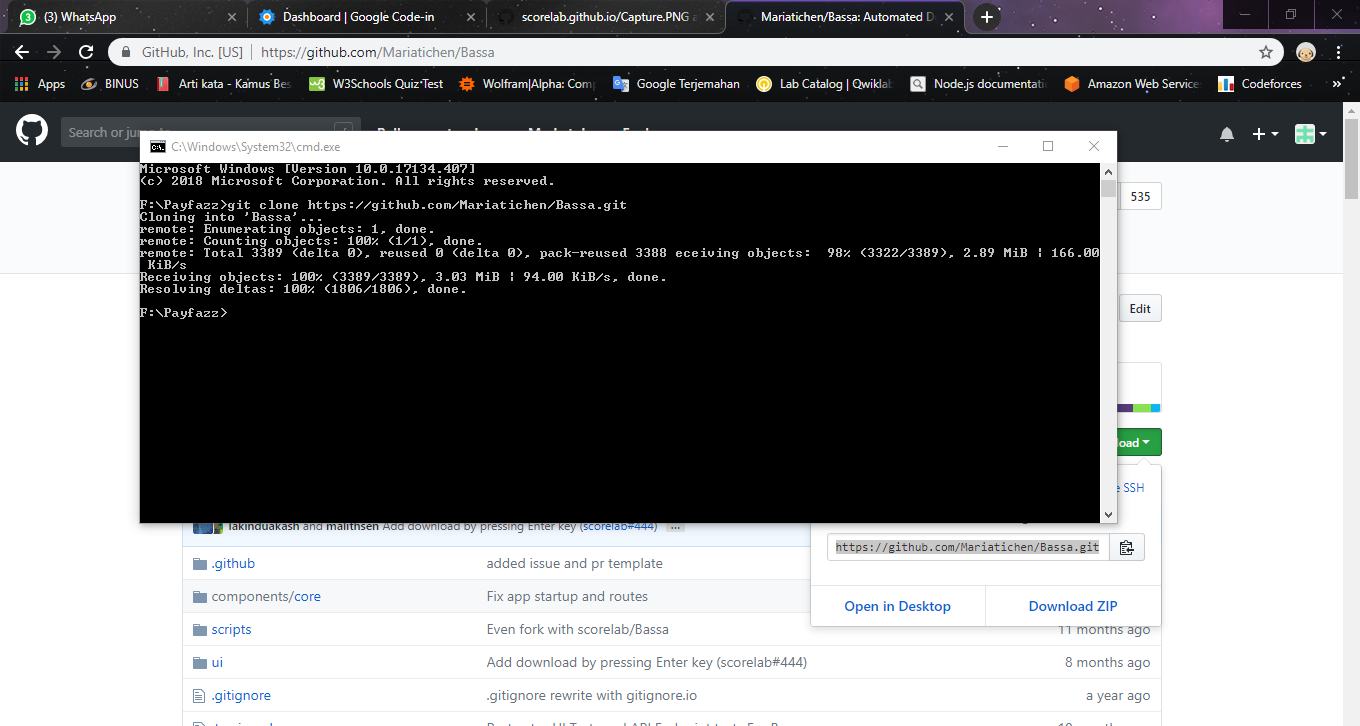 (3) WhatsApp
Dashboard | Google Code-in
scorelab.github.io/Capture.PNG
Mariatichen/Bassa: Automated D
GitHub, Inc. [US] | https://github.com/Mariatichen/Bassa
Apps BINUS Arti kata - Kamus Bes W3Schools Quiz Test Wolfram|Alpha: Com Google Terjemahan Lab Catalog | Qwikla Node.js documentati Amazon Web Service Codeforces »
Search or
C:\Windows\System32\cmd.exe
Microsoft Windows [Version 10.0.17134.407]
(c) 2018 Microsoft Corporation. All rights reserved.
F:\Payfazz>git clone https://github.com/Mariatichen/Bassa.git
Cloning into 'Bassa'...
remote: Enumerating objects: 1, done.
remote: Counting objects: 100% (1/1), done.
remote: Total 3389 (delta 0), reused 0 (delta 0), pack-reused 3388 eceiving objects:  98% (3322/3389), 2.89 MiB | 166.00
KiB/s
Receiving objects: 100% (3389/3389), 3.03 MiB | 94.00 KiB/s, done.
Resolving deltas: 100% (1806/1806), done.
F:\Payfazz>
535
Edit
load
e SSH
lakinduakash and malithsen Add download by pressing Enter key (scorelab#444) ...
https://github.com/Mariatichen/Bassa.git
Open in Desktop Download ZIP
.github added issue and pr template
components/core Fix app startup and routes
scripts Even fork with scorelab/Bassa 11 months ago
ui Add download by pressing Enter key (scorelab#444) 8 months ago
.gitignore .gitignore rewrite with gitignore.io a year ago